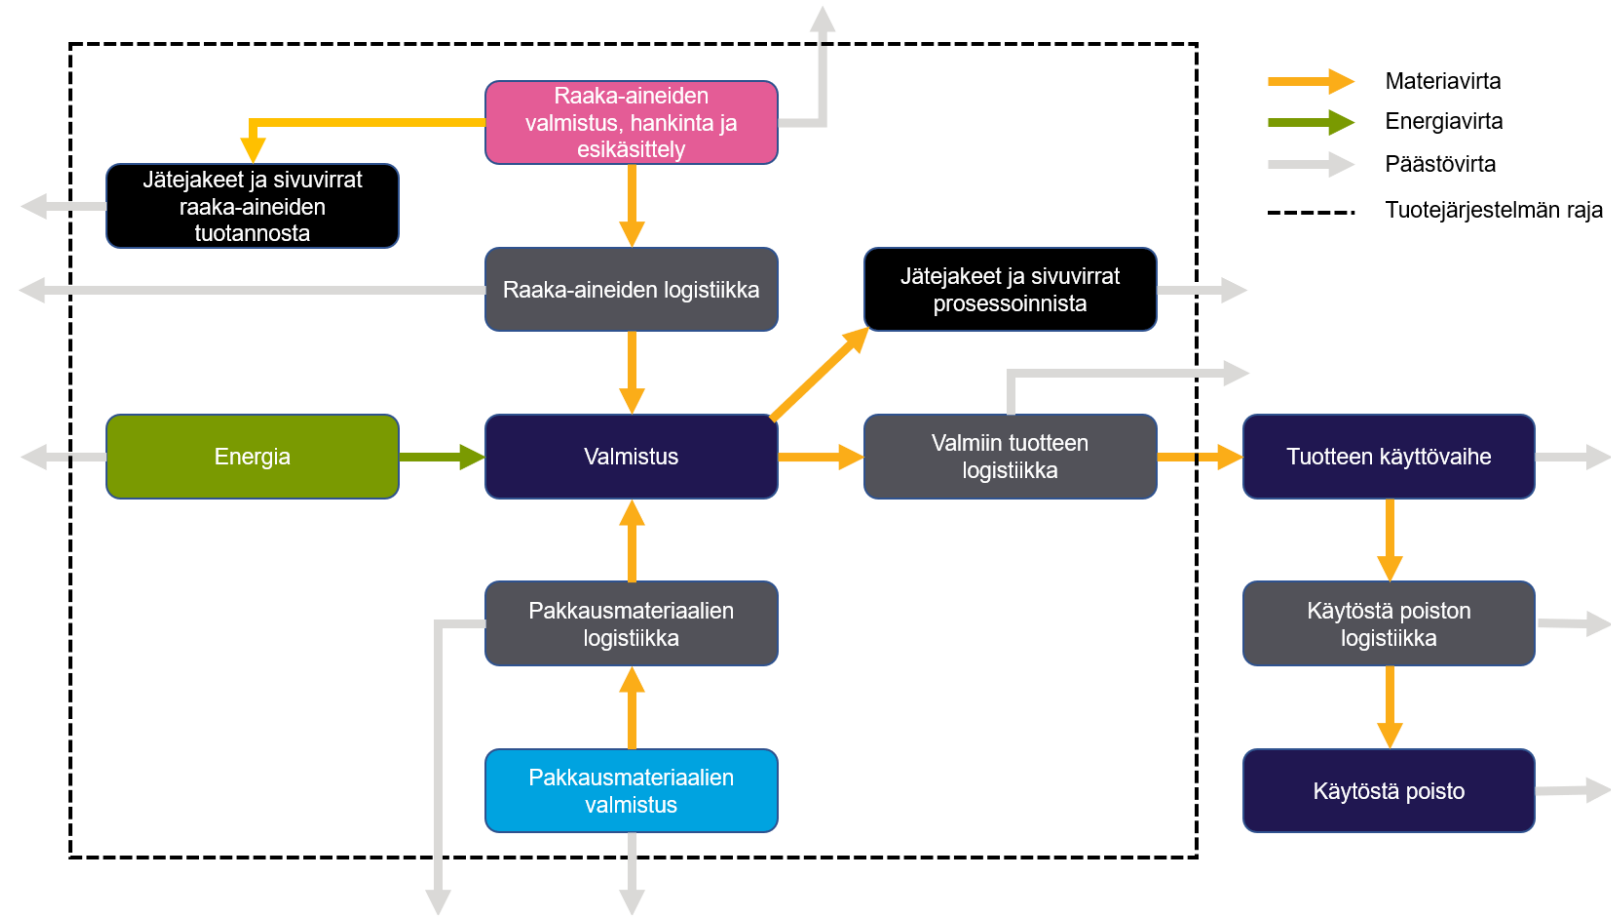 Raaka-aineiden
valmistus, hankinta ja
esikäsittely
Jätejakeet ja sivuvirrat
raaka-aineiden
tuotannosta
Raaka-aineiden logistiikka
Jätejakeet ja sivuvirrat
prosessoinnista
Energia
Valmistus
Valmiin tuotteen
logistiikka
Tuotteen käyttövaihe
Pakkausmateriaalien
logistiikka
Käytöstä poiston
logistiikka
Pakkausmateriaalien
valmistus
Käytöstä poisto
Materiavirta
Energiavirta
Päästövirta
Tuotejärjestelmän raja